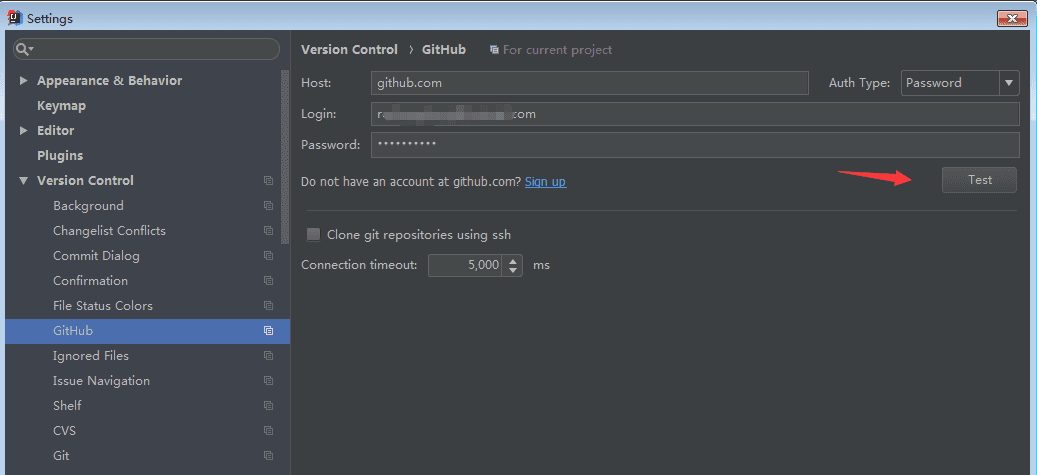 Settings
Version Control › GitHub For current project
Appearance & Behavior
Keymap
Editor
Plugins
Version Control
Background
Changelist Conflicts
Commit Dialog
Confirmation
File Status Colors
GitHub
Ignored Files
Issue Navigation
Shelf
CVS
Git
Host: github.com Auth Type: Password
Login: com
Password: ••••••••••
Do not have an account at github.com? Sign up Test
Clone git repositories using ssh
Connection timeout: 5,000 ms